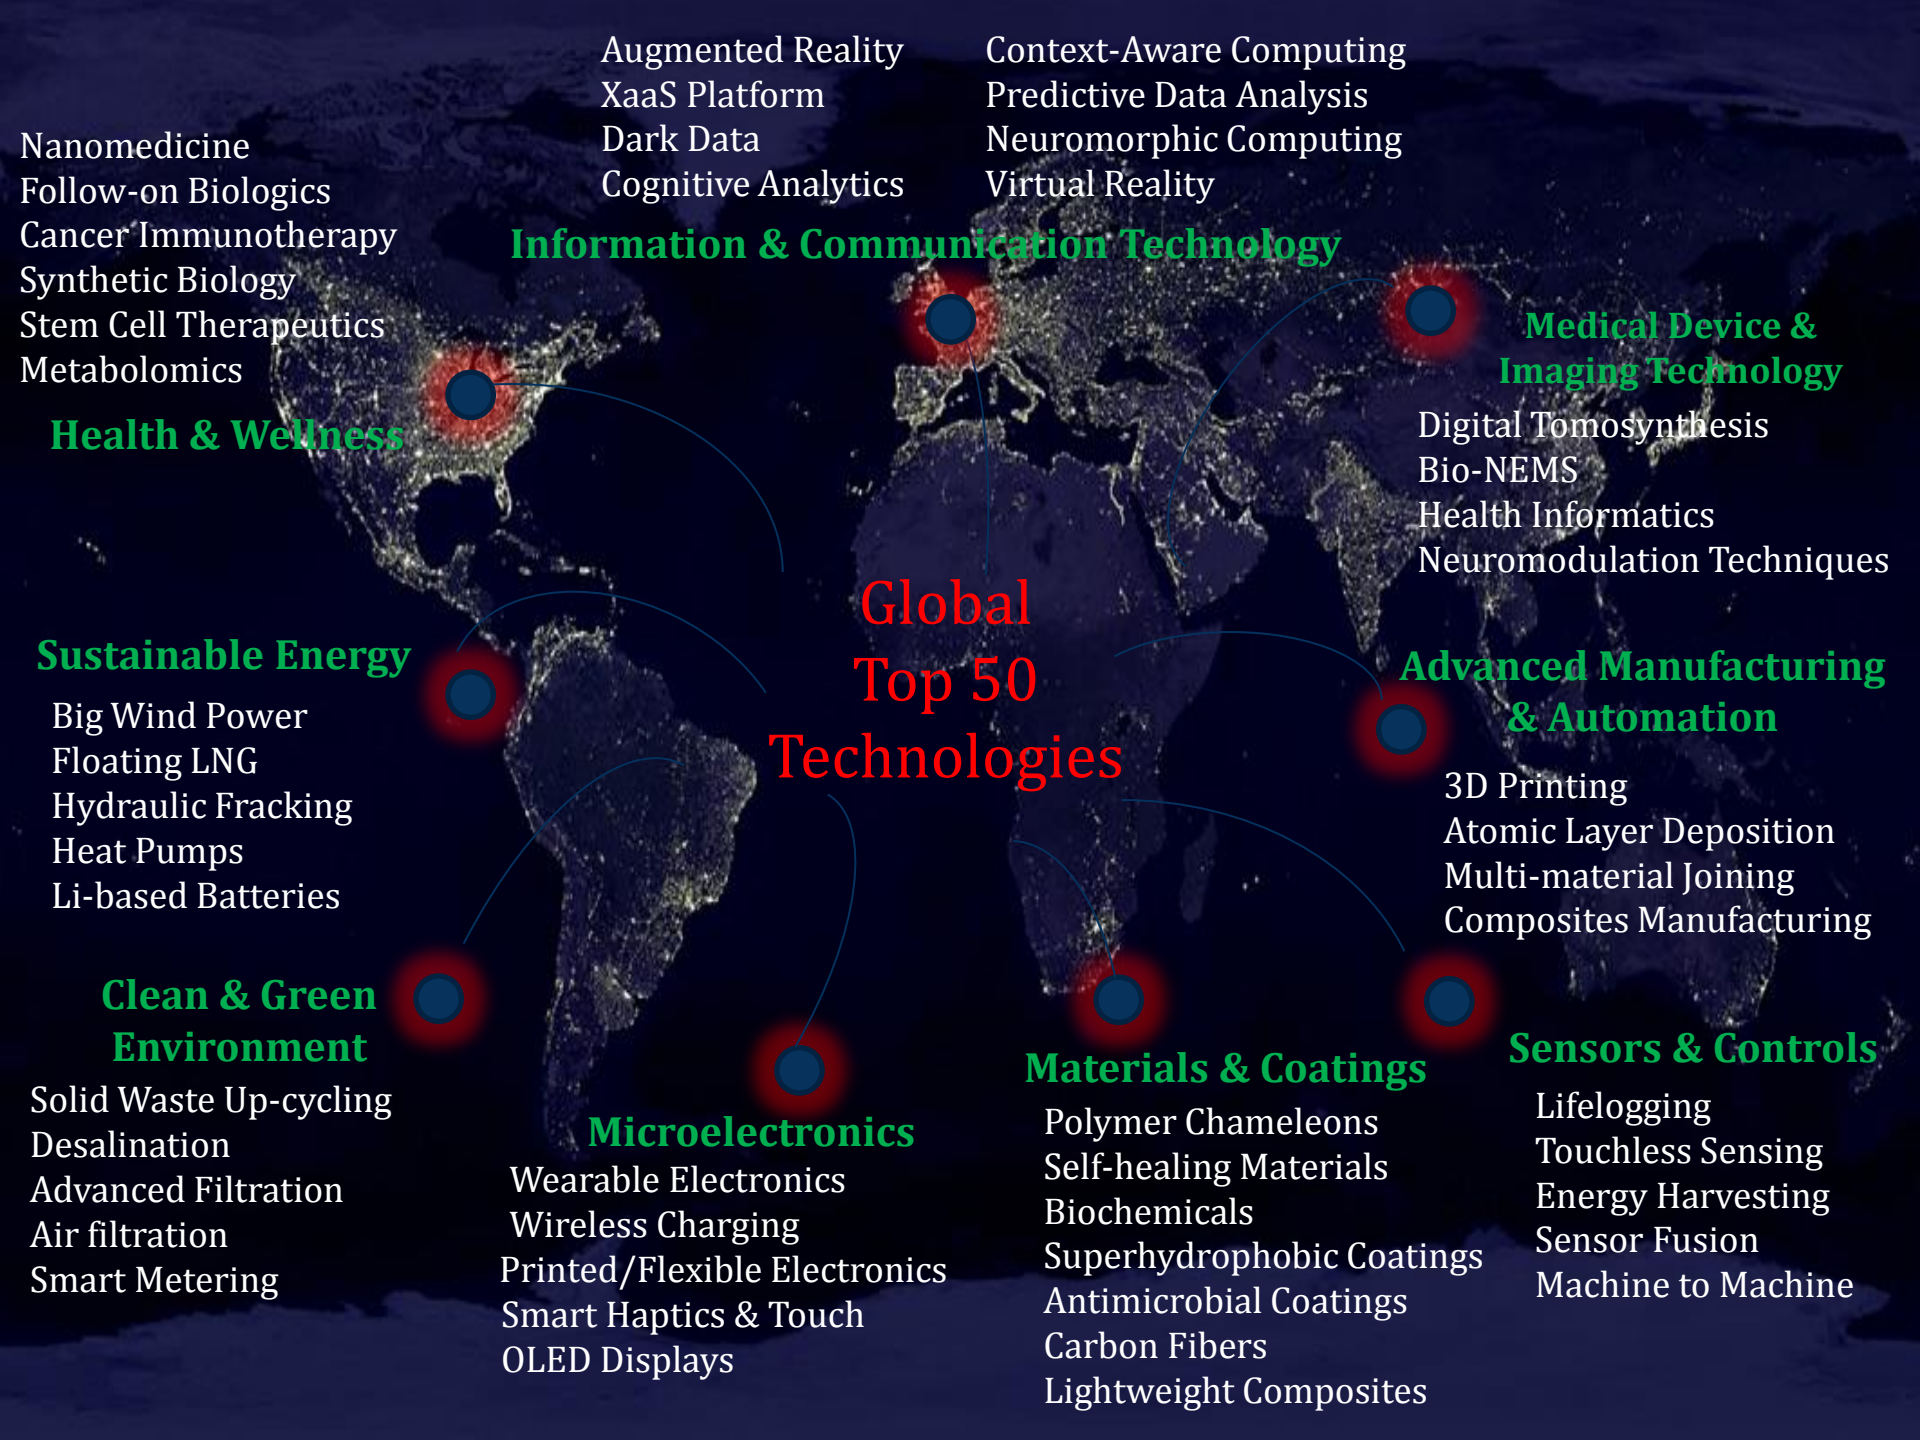 Augmented Reality
XaaS Platform
Dark Data
Cognitive Analytics
Context-Aware Computing
Predictive Data Analysis
Neuromorphic Computing
Virtual Reality
Information & Communication Technology
Nanomedicine
Follow-on Biologics
Cancer Immunotherapy
Synthetic Biology
Stem Cell Therapeutics
Metabolomics
Health & Wellness
Medical Device &
Imaging Technology
Digital Tomosynthesis
Bio-NEMS
Health Informatics
Neuromodulation Techniques
Global
Top 50
Technologies
Sustainable Energy
Big Wind Power
Floating LNG
Hydraulic Fracking
Heat Pumps
Li-based Batteries
Advanced Manufacturing
& Automation
3D Printing
Atomic Layer Deposition
Multi-material Joining
Composites Manufacturing
Clean & Green
Environment
Solid Waste Up-cycling
Desalination
Advanced Filtration
Air filtration
Smart Metering
Microelectronics
Wearable Electronics
Wireless Charging
Printed/Flexible Electronics
Smart Haptics & Touch
OLED Displays
Materials & Coatings
Polymer Chameleons
Self-healing Materials
Biochemicals
Superhydrophobic Coatings
Antimicrobial Coatings
Carbon Fibers
Lightweight Composites
Sensors & Controls
Lifelogging
Touchless Sensing
Energy Harvesting
Sensor Fusion
Machine to Machine